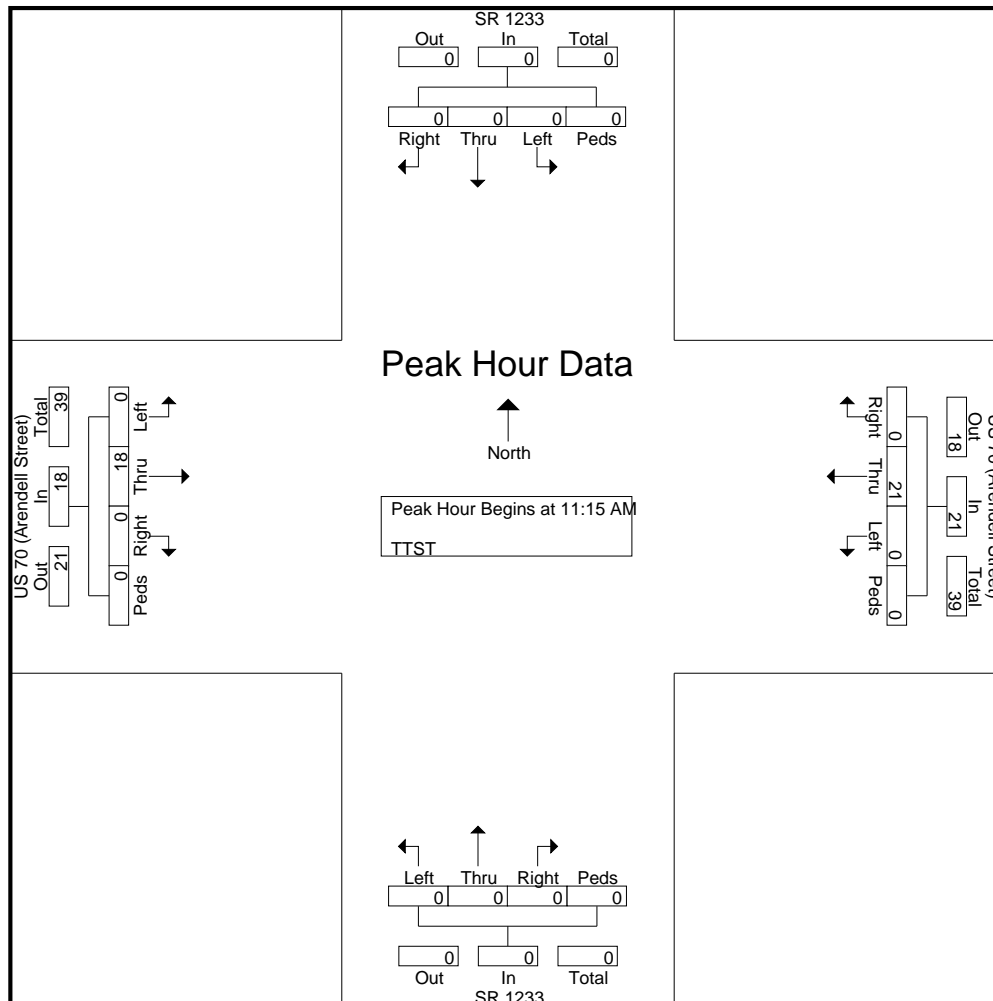 SR 1233
Out In Total
0 0 0
0 0 0 0
Right Thru Left Peds
Peak Hour Data
North
Peak Hour Begins at 11:15 AM
TTST
US 70 (Arendell Street)
Total In Out
39 18 21
0 18 0 0
Left Thru Right Peds
Right Thru Left Peds
0 21 0 0
18 21 39
Out In Total
US 70 (Arendell Street)
Left Thru Right Peds
0 0 0 0
0 0 0
Out In Total
SR 1233